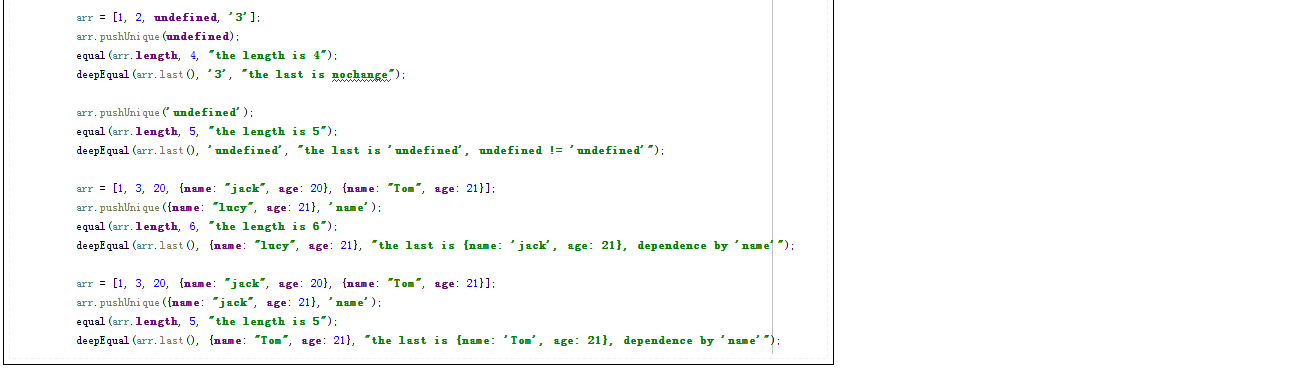 arr = [1, 2, undefined, '3'];
arr.pushUnique(undefined);
equal(arr.length, 4, "the length is 4");
deepEqual(arr.last(), '3', "the last is nochange");
arr.pushUnique('undefined');
equal(arr.length, 5, "the length is 5");
deepEqual(arr.last(), 'undefined', "the last is 'undefined', undefined != 'undefined'");
arr = [1, 3, 20, {name: "jack", age: 20}, {name: "Tom", age: 21}];
arr.pushUnique({name: "lucy", age: 21}, 'name');
equal(arr.length, 6, "the length is 6");
deepEqual(arr.last(), {name: "lucy", age: 21}, "the last is {name: 'jack', age: 21}, dependence by 'name'");
arr = [1, 3, 20, {name: "jack", age: 20}, {name: "Tom", age: 21}];
arr.pushUnique({name: "jack", age: 21}, 'name');
equal(arr.length, 5, "the length is 5");
deepEqual(arr.last(), {name: "Tom", age: 21}, "the last is {name: 'Tom', age: 21}, dependence by 'name'");